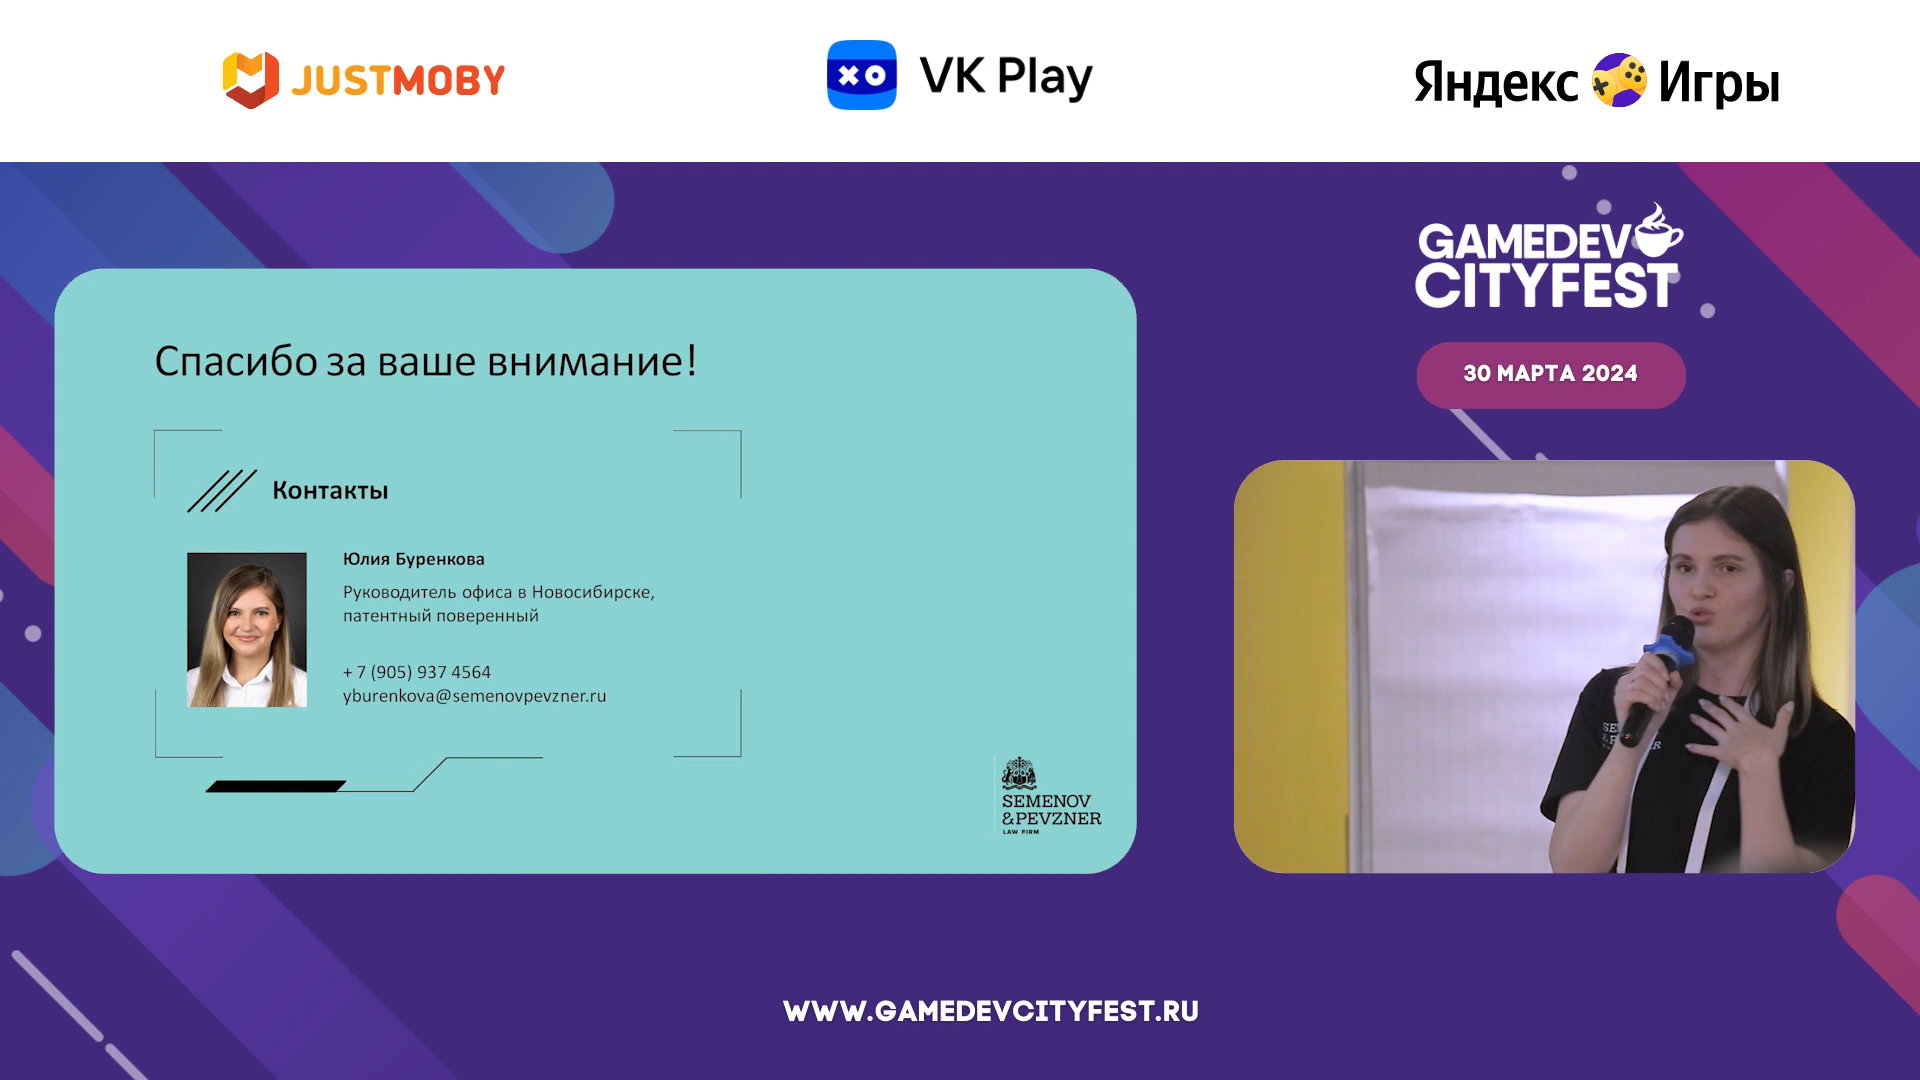 JUSTMOBY
VK Play
Яндекс Игры
GAMEDEV
CITYFEST
30 МАРТА 2024
Спасибо за ваше внимание!
Контакты
Юлия Буренкова
Руководитель офиса в Новосибирске,
патентный поверенный
+ 7 (905) 937 4564
yburenkova@semenovpevzner.ru
SEMENOV
&PEVZNER
LAW FIRM
WWW.GAMEDEVCITYFEST.RU